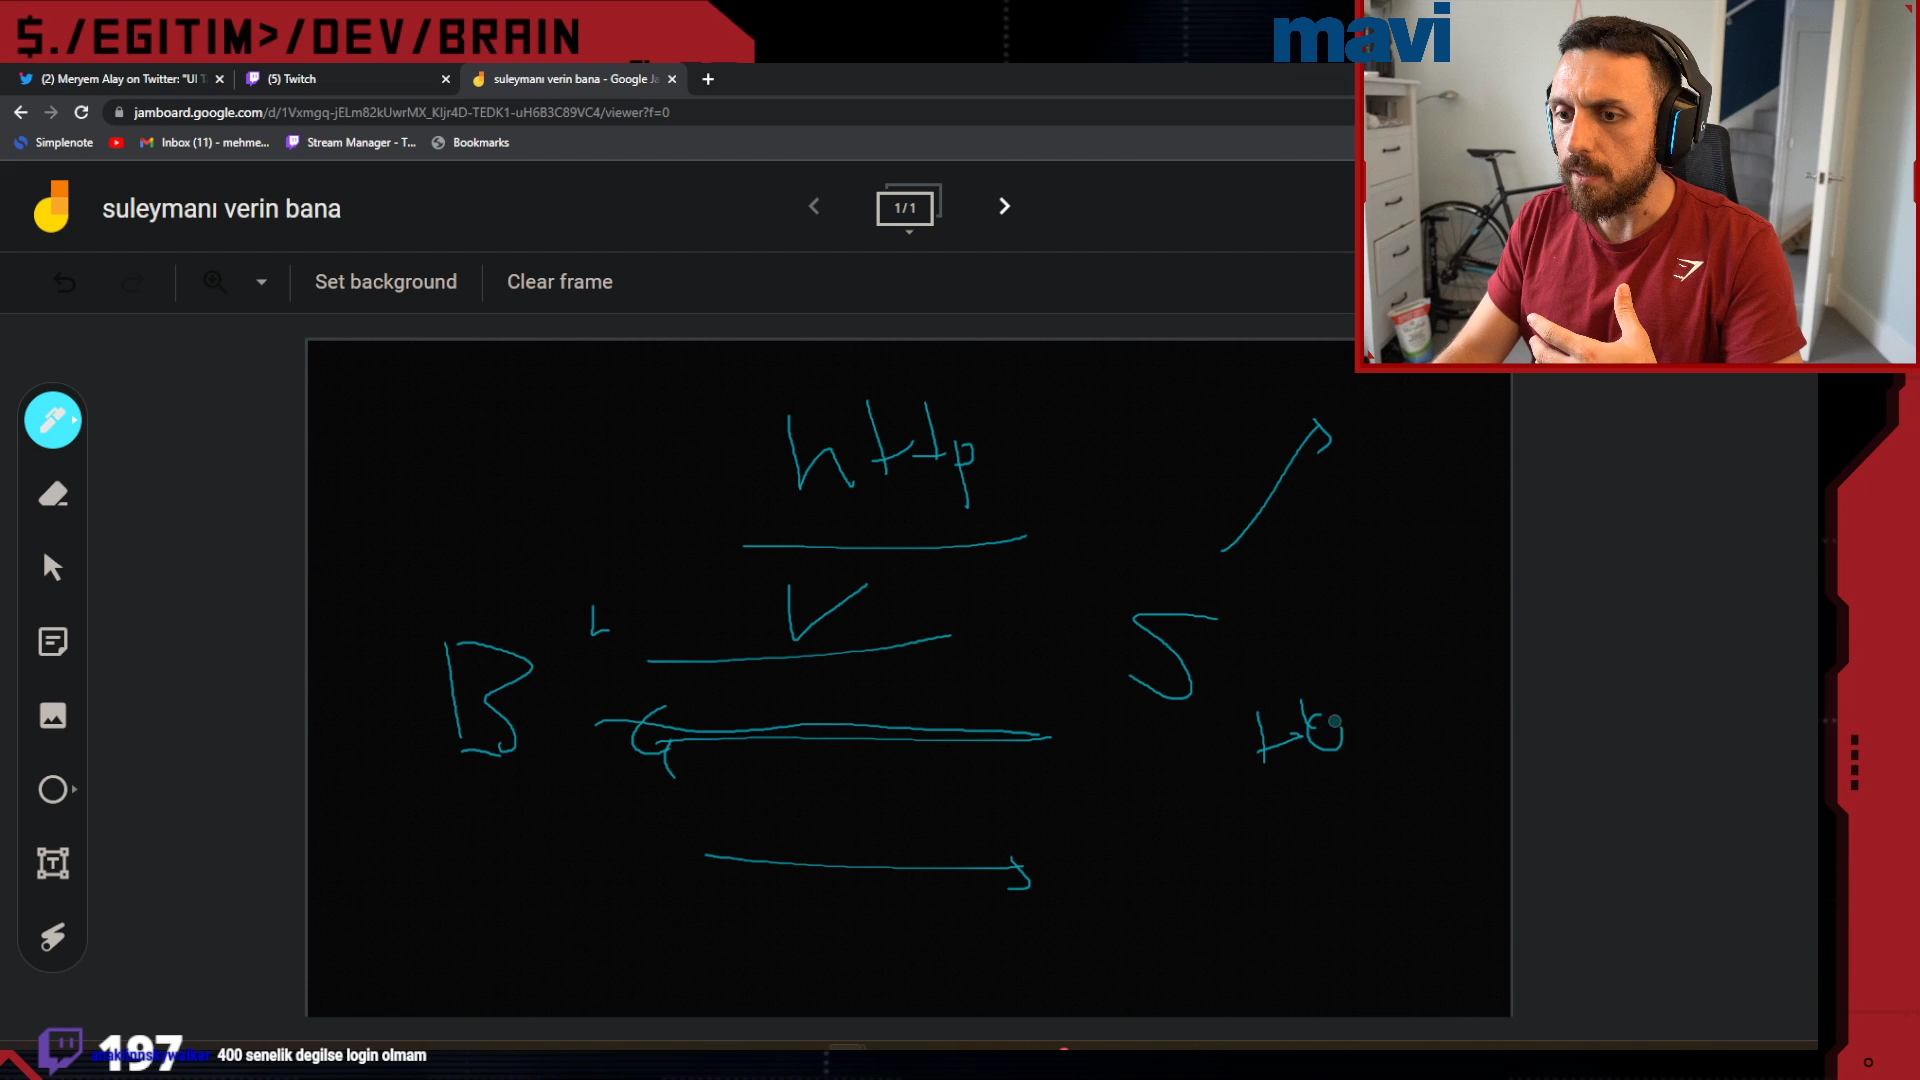 $./EGITIM>/DEV/BRAIN
mavi
(2) Meryem Alay on Twitter: "UI
(5) Twitch
suleymanı verin bana - Google Ja
jamboard.google.com/d/1Vxmgq-jELm82kUwrMX_KIjr4D-TEDK1-uH6B3C89VC4/viewer?f=0
Simplenote
Inbox (11) - mehme...
Stream Manager - T...
Bookmarks
suleymanı verin bana
1/1
Set background
Clear frame
http
B
S
197
400 senelik degilse login olmam